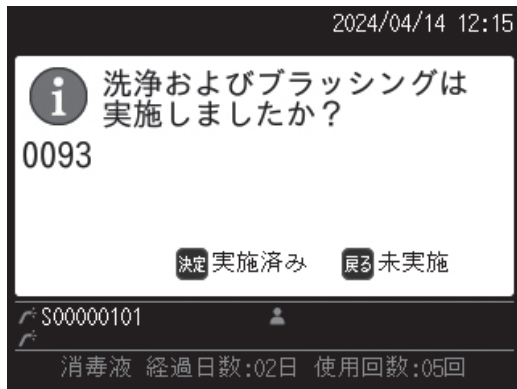 2024/04/14 12:15
洗浄およびブラッシングは
実施しましたか？
0093
決定 実施済み 戻る 未実施
S00000101
消毒液 経過日数:02日 使用回数:05回